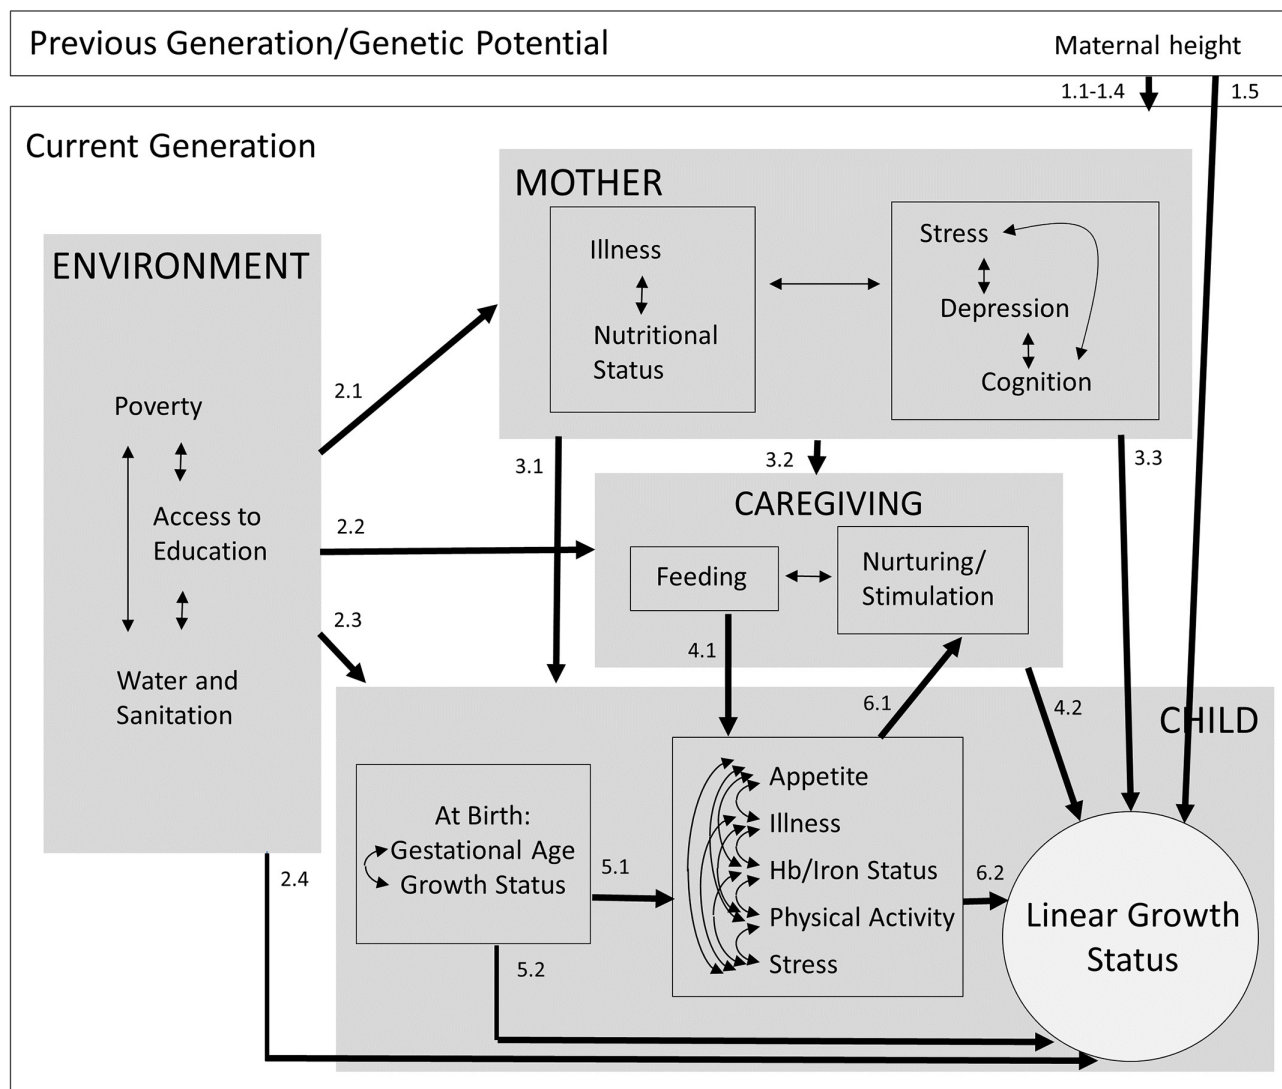 Previous Generation/Genetic Potential
Maternal height
1.1-1.4
1.5
Current Generation
MOTHER
Illness
Nutritional
Status
Stress
Depression
Cognition
ENVIRONMENT
Poverty
Access to
Education
Water and
Sanitation
2.1
2.2
2.3
2.4
3.1
3.2
3.3
CAREGIVING
Feeding
Nurturing/
Stimulation
4.1
6.1
4.2
CHILD
At Birth:
Gestational Age
Growth Status
5.1
5.2
Appetite
Illness
Hb/Iron Status
Physical Activity
Stress
6.2
Linear Growth
Status